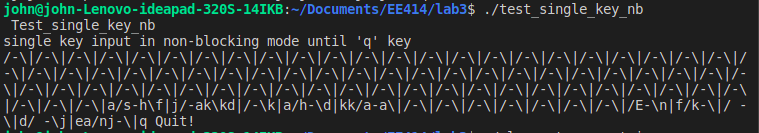 john@john-Lenovo-ideapad-320S-14IKB:~/Documents/EE414/lab3$ ./test_single_key_nb
Test_single_key_nb
single key input in non-blocking mode until 'q' key
/-\|/-\|/-\|/-\|/-\|/-\|/-\|/-\|/-\|/-\|/-\|/-\|/-\|/-\|/-\|/-\|/-\|/-\|/-\|/-\|/-\|/-\|/-\|/
-\|/-\|/-\|/-\|/-\|/-\|/-\|/-\|/-\|/-\|/-\|/-\|/-\|/-\|/-\|/-\|/-\|/-\|/-\|/-\|/-\|/-\|/-\|/-
\|/-\|/-\|/-\|/-\|/-\|/-\|/-\|/-\|/-\|/-\|/-\|/-\|/-\|/-\|/-\|/-\|/-\|/-\|/-\|/-\|/-\|/-\|/-\
|/-\|/-\|/-\|a/s-h\f|j/-ak\kd|/-\k|a/h-\d|kk/a-a\|/-\|/-\|/-\|/-\|/-\|/-\|/-\|/E-\n|f/k-\|/ -
\|d/ -\j|ea/nj-\|q Quit!